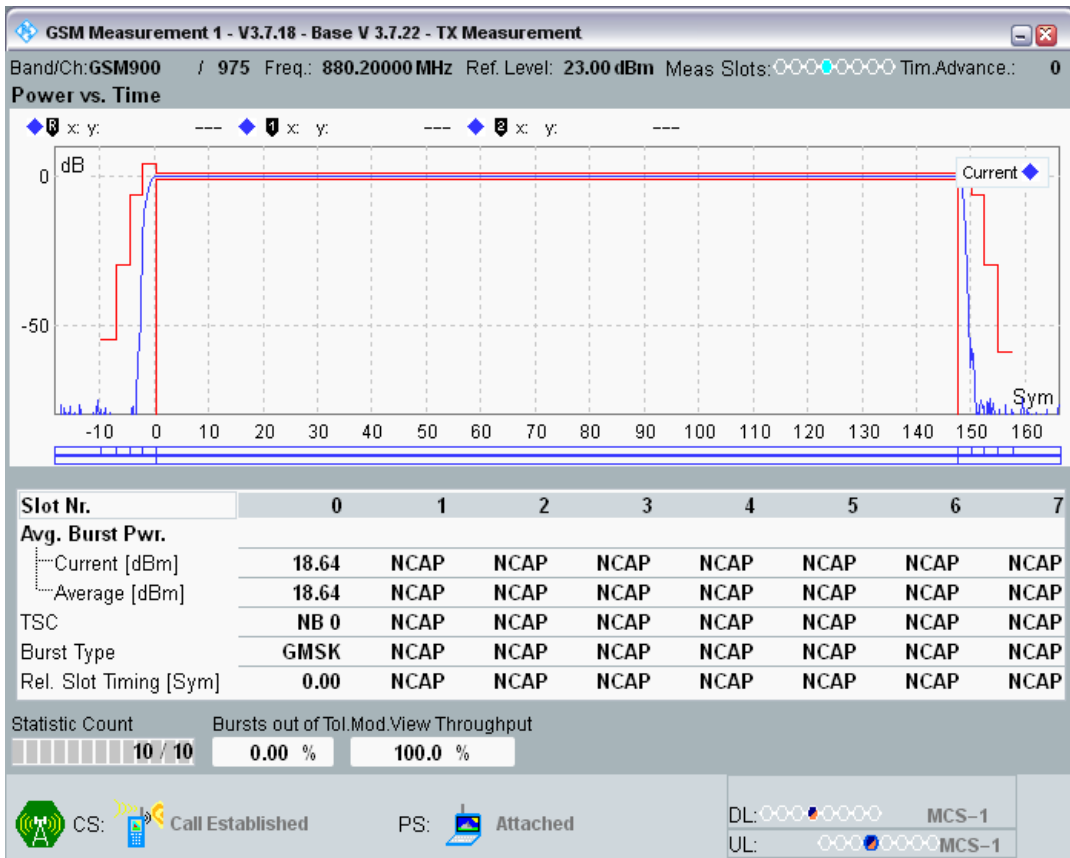 GSM Measurement 1 - V3.7.18 - Base V 3.7.22 - TX Measurement
Band/Ch:GSM900 / 975 Freq.: 880.20000 MHz Ref. Level: 23.00 dBm Meas Slots: Tim.Advance.: 0
Power vs. Time
R x: y: --- 1 x: y: --- 2 x: y: ---
dB
Current
0
-50
Sym
-10 0 10 20 30 40 50 60 70 80 90 100 110 120 130 140 150 160
Slot Nr. 0 1 2 3 4 5 6 7
Avg. Burst Pwr.
Current [dBm] 18.64 NCAP NCAP NCAP NCAP NCAP NCAP NCAP
Average [dBm] 18.64 NCAP NCAP NCAP NCAP NCAP NCAP NCAP
TSC NB 0 NCAP NCAP NCAP NCAP NCAP NCAP NCAP
Burst Type GMSK NCAP NCAP NCAP NCAP NCAP NCAP NCAP
Rel. Slot Timing [Sym] 0.00 NCAP NCAP NCAP NCAP NCAP NCAP NCAP
Statistic Count Bursts out of Tol.Mod.View Throughput
10 / 10 0.00 % 100.0 %
CS: Call Established PS: Attached
DL: MCS-1
UL: MCS-1